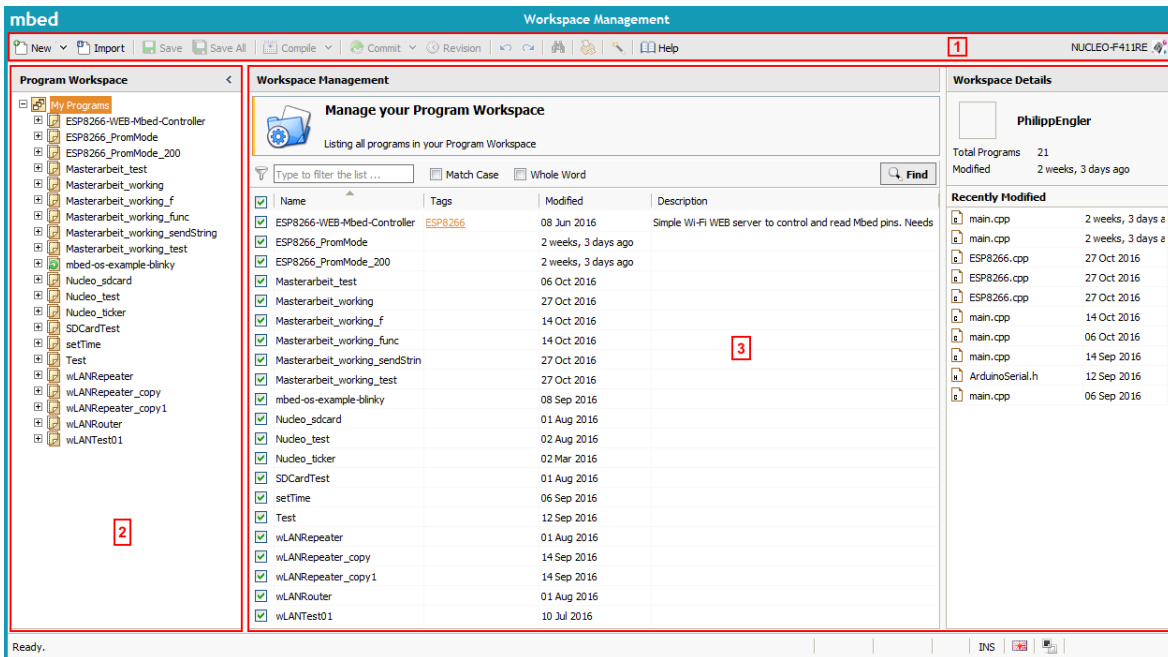 mbed
Workspace Management
New Import Save Save All Compile Commit Revision Help
1
NUCLEO-F411RE
Program Workspace <
My Programs
ESP8266-WEB-Mbed-Controller
ESP8266_PromMode
ESP8266_PromMode_200
Masterarbeit_test
Masterarbeit_working
Masterarbeit_working_f
Masterarbeit_working_func
Masterarbeit_working_sendString
Masterarbeit_working_test
mbed-os-example-blinky
Nucleo_sdcard
Nucleo_test
Nucleo_ticker
SDCardTest
setTime
Test
wLANRepeater
wLANRepeater_copy
wLANRepeater_copy1
wLANRouter
wLANTest01
2
Workspace Management
Manage your Program Workspace
Listing all programs in your Program Workspace
Type to filter the list ... Match Case Whole Word Find
Name Tags Modified Description
ESP8266-WEB-Mbed-Controller ESP8266 08 Jun 2016 Simple Wi-Fi WEB server to control and read Mbed pins. Needs
ESP8266_PromMode 2 weeks, 3 days ago
ESP8266_PromMode_200 2 weeks, 3 days ago
Masterarbeit_test 06 Oct 2016
Masterarbeit_working 27 Oct 2016
Masterarbeit_working_f 14 Oct 2016
Masterarbeit_working_func 14 Oct 2016
Masterarbeit_working_sendStrin 27 Oct 2016
Masterarbeit_working_test 27 Oct 2016
mbed-os-example-blinky 08 Sep 2016
Nucleo_sdcard 01 Aug 2016
Nucleo_test 02 Aug 2016
Nucleo_ticker 02 Mar 2016
SDCardTest 01 Aug 2016
setTime 06 Sep 2016
Test 12 Sep 2016
wLANRepeater 01 Aug 2016
wLANRepeater_copy 14 Sep 2016
wLANRepeater_copy1 14 Sep 2016
wLANRouter 01 Aug 2016
wLANTest01 10 Jul 2016
3
Workspace Details
PhilippEngler
Total Programs 21
Modified 2 weeks, 3 days ago
Recently Modified
main.cpp 2 weeks, 3 days a
main.cpp 2 weeks, 3 days a
ESP8266.cpp 27 Oct 2016
ESP8266.cpp 27 Oct 2016
ESP8266.cpp 27 Oct 2016
main.cpp 14 Oct 2016
main.cpp 06 Oct 2016
main.cpp 14 Sep 2016
ArduinoSerial.h 12 Sep 2016
main.cpp 06 Sep 2016
Ready.
INS